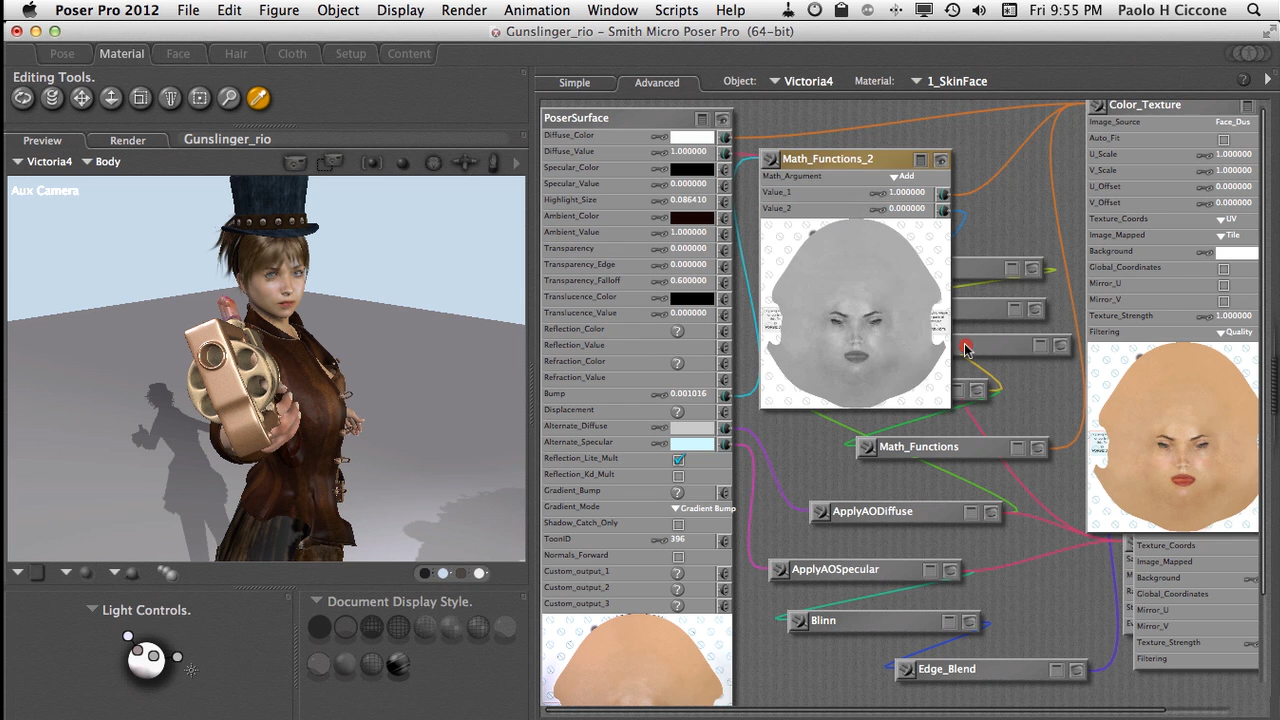 Poser Pro 2012 File Edit Figure Object Display Render Animation Window Scripts Help Fri 9:55 PM Paolo H Ciccone
Gunslinger_rio – Smith Micro Poser Pro (64-bit)
Pose Material Face Hair Cloth Setup Content
Editing Tools.
Simple Advanced Object: Victoria4 Material: 1_SkinFace
Preview Render Gunslinger_rio
Victoria4 Body
Aux Camera
Light Controls.
Document Display Style.
PoserSurface
Diffuse_Color
Diffuse_Value 1.000000
Specular_Color
Specular_Value 0.000000
Highlight_Size 0.086410
Ambient_Color
Ambient_Value 1.000000
Transparency 0.000000
Transparency_Edge 0.000000
Transparency_Falloff 0.600000
Translucence_Color
Translucence_Value 0.000000
Reflection_Color ?
Reflection_Value
Refraction_Color ?
Refraction_Value
Bump 0.001016
Displacement ?
Alternate_Diffuse
Alternate_Specular
Reflection_Lite_Mult
Reflection_Kd_Mult
Gradient_Bump ?
Gradient_Mode Gradient Bump
Shadow_Catch_Only
ToonID 396
Normals_Forward
Custom_output_1 ?
Custom_output_2 ?
Custom_output_3 ?
Math_Functions_2
Math_Argument Add
Value_1 1.000000
Value_2 0.000000
Math_Functions
ApplyAODiffuse
ApplyAOSpecular
Blinn
Edge_Blend
Color_Texture
Image_Source Face_Dus
Auto_Fit
U_Scale 1.000000
V_Scale 1.000000
U_Offset 0.000000
V_Offset 0.000000
Texture_Coords UV
Image_Mapped Tile
Background
Global_Coordinates
Mirror_U
Mirror_V
Texture_Strength 1.000000
Filtering Quality
Texture_Coords
Image_Mapped
Background
Global_Coordinates
Mirror_U
Mirror_V
Texture_Strength
Filtering